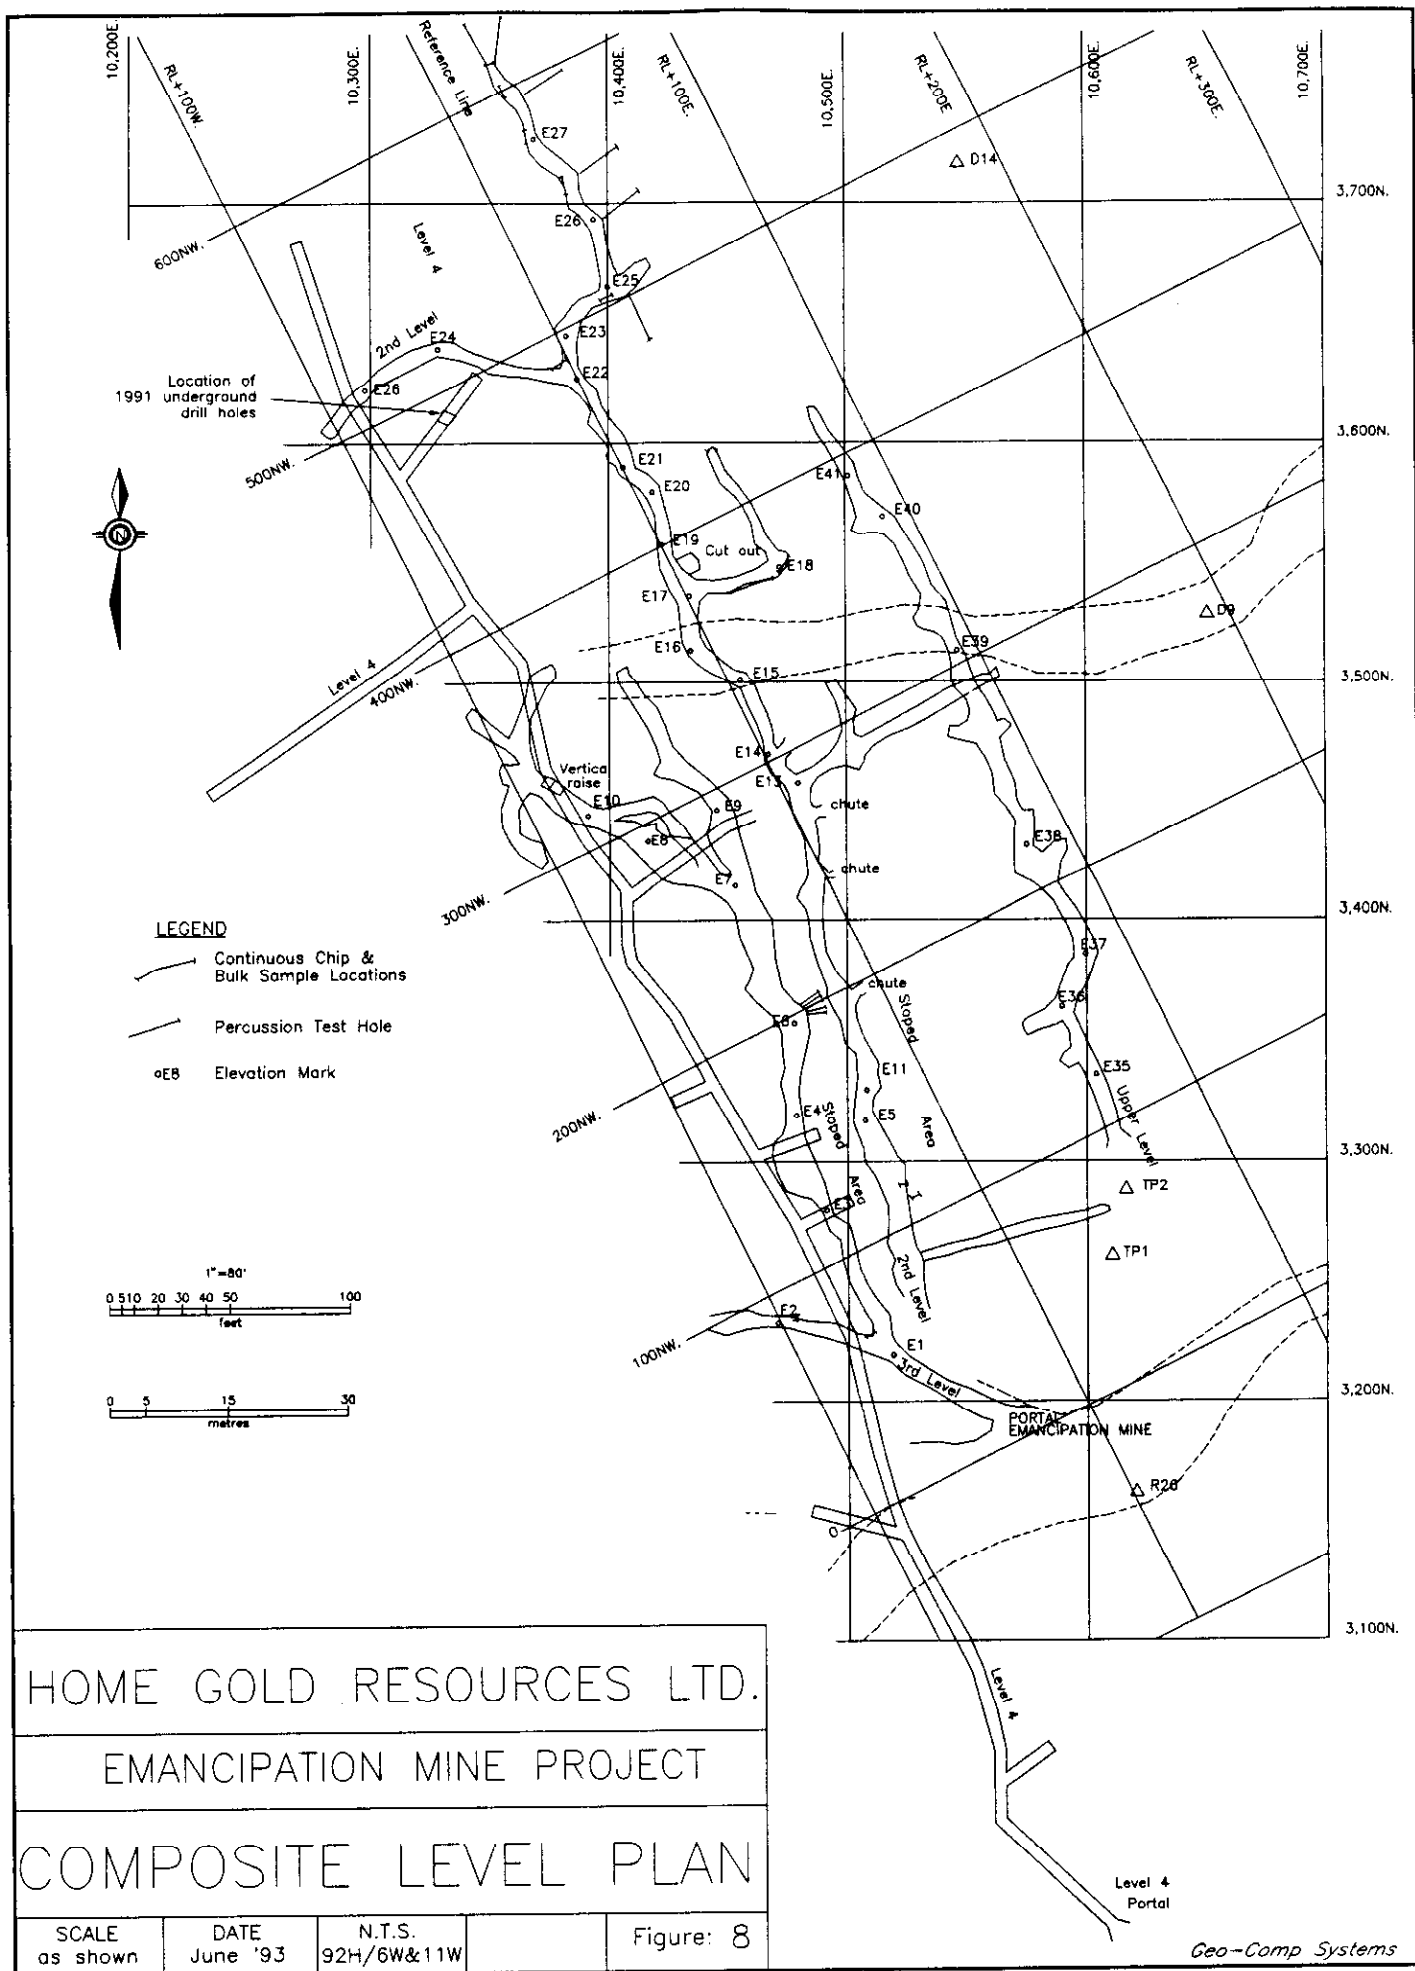 10,200E.
10,300E.
10,400E.
10,500E.
10,600E.
10,700E.
RL+100W.
Reference Line
RL+100E.
RL+200E
RL+300E.
E27
D14
3,700N.
600NW.
Level 4
E26
E25
2nd Level
E24
E23
E22
Location of
1991 underground
drill holes
E26
3,600N.
500NW.
E21
E20
E41
E40
N
E19
Cut out
E18
E17
D9
E16
E39
E15
Level 4
400NW.
3,500N.
E14
E13
Vertica
raise
chute
E10
E9
E8
E38
chute
E7
300NW.
3,400N.
LEGEND
Continuous Chip &
Bulk Sample Locations
Percussion Test Hole
oE8 Elevation Mark
E37
chute
E36
Stoped
E6
E11
E35
E4
Stoped
E5
Area
Upper Level
200NW.
3,300N.
Area
E3
TP2
TP1
2nd Level
1"=80'
0 5 10 20 30 40 50 100
feet
E2
E1
100NW.
3rd Level
3,200N.
0 5 15 30
metres
PORTAL
EMANCIPATION MINE
R26
0
3,100N.
HOME GOLD RESOURCES LTD.
EMANCIPATION MINE PROJECT
COMPOSITE LEVEL PLAN
Level 4
Level 4
Portal
SCALE
as shown
DATE
June '93
N.T.S.
92H/6W&11W
Figure: 8
Geo-Comp Systems